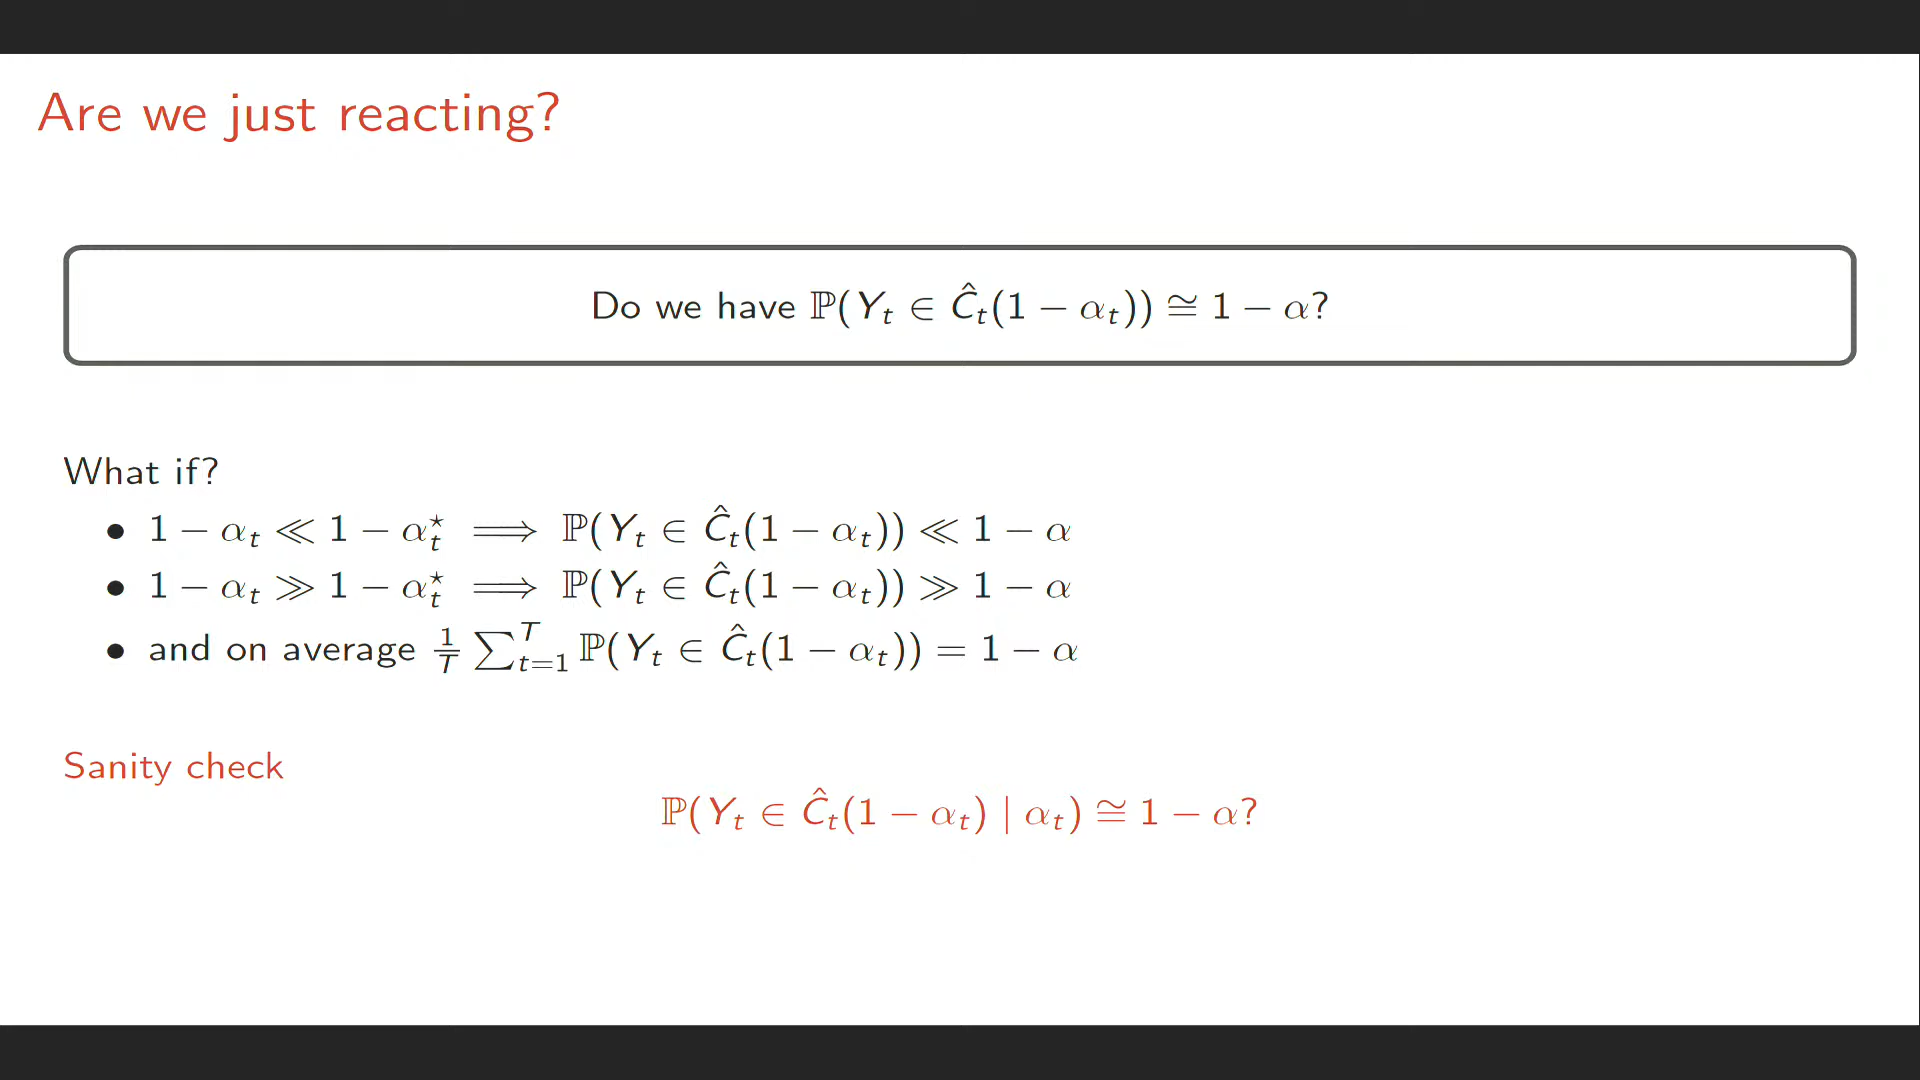 Are we just reacting?
Do we have ℙ(Y_t ∈ Ĉ_t(1 − α_t)) ≅ 1 − α?
What if?
• 1 − α_t ≪ 1 − α_t^⋆ ⟹ ℙ(Y_t ∈ Ĉ_t(1 − α_t)) ≪ 1 − α
• 1 − α_t ≫ 1 − α_t^⋆ ⟹ ℙ(Y_t ∈ Ĉ_t(1 − α_t)) ≫ 1 − α
• and on average 1/T ∑_{t=1}^T ℙ(Y_t ∈ Ĉ_t(1 − α_t)) = 1 − α
Sanity check
ℙ(Y_t ∈ Ĉ_t(1 − α_t) | α_t) ≅ 1 − α?